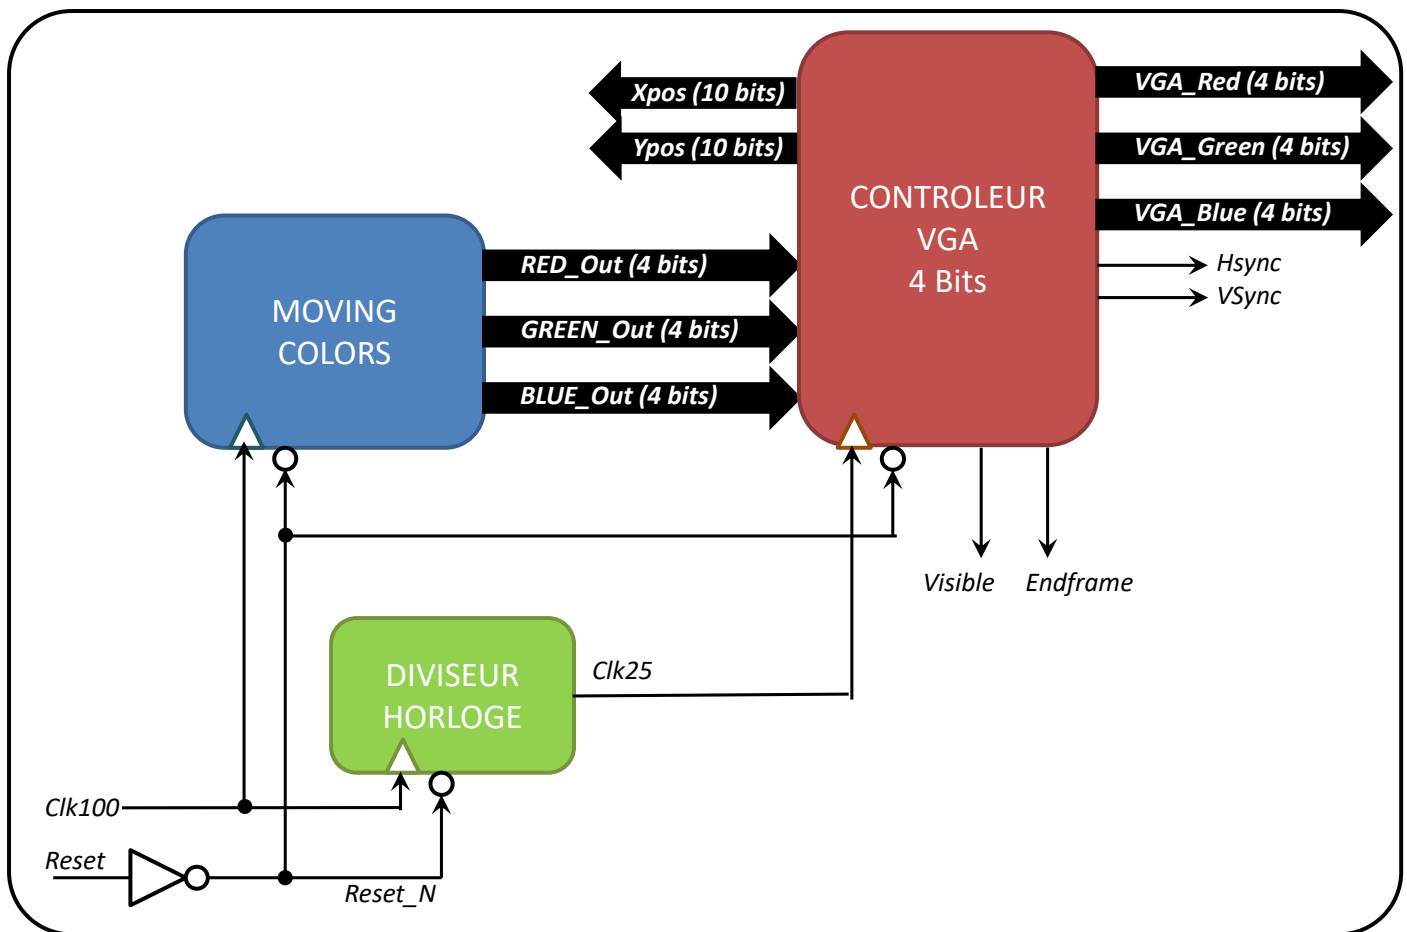 Xpos (10 bits)
Ypos (10 bits)
CONTROLEUR
VGA
4 Bits
VGA_Red (4 bits)
VGA_Green (4 bits)
VGA_Blue (4 bits)
Hsync
VSync
MOVING
COLORS
RED_Out (4 bits)
GREEN_Out (4 bits)
BLUE_Out (4 bits)
Visible
Endframe
DIVISEUR
HORLOGE
Clk25
Clk100
Reset
Reset_N